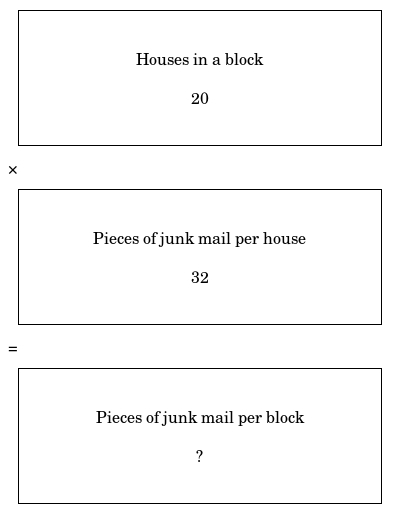 Houses in a block
20
×
Pieces of junk mail per house
32
=
Pieces of junk mail per block
?